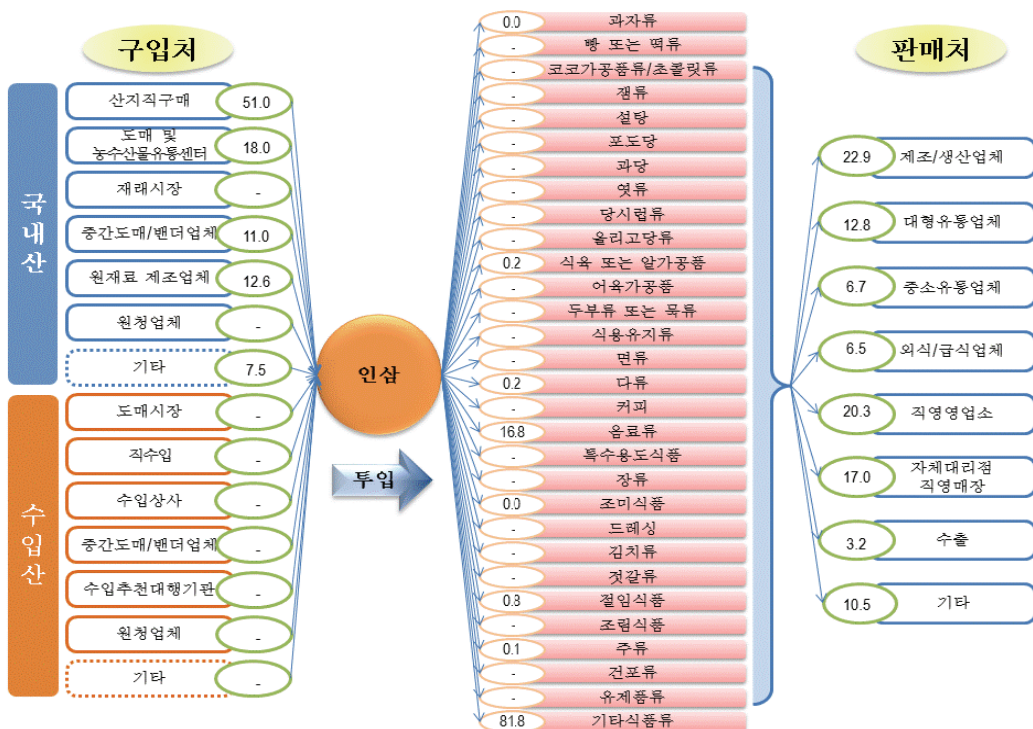 구입처
국내산
산지직구매 51.0
도매 및
농수산물유통센터 18.0
재래시장 -
중간도매/밴더업체 11.0
원재료 제조업체 12.6
원청업체 -
기타 7.5
수입산
도매시장 -
직수입 -
수입상사 -
중간도매/밴더업체 -
수입추천대행기관 -
원청업체 -
기타 -
인삼
투입
0.0 과자류
- 빵 또는 떡류
- 코코가공품류/초콜릿류
- 잼류
- 설탕
- 포도당
- 과당
- 엿류
- 당시럽류
- 올리고당류
0.2 식육 또는 알가공품
- 어육가공품
- 두부류 또는 묵류
- 식용유지류
- 면류
0.2 다류
- 커피
16.8 음료류
- 특수용도식품
- 장류
0.0 조미식품
- 드레싱
- 김치류
- 젓갈류
0.8 절임식품
- 조림식품
0.1 주류
- 건포류
- 유제품류
81.8 기타식품류
판매처
22.9 제조/생산업체
12.8 대형유통업체
6.7 중소유통업체
6.5 외식/급식업체
20.3 직영영업소
17.0 자체대리점
직영매장
3.2 수출
10.5 기타